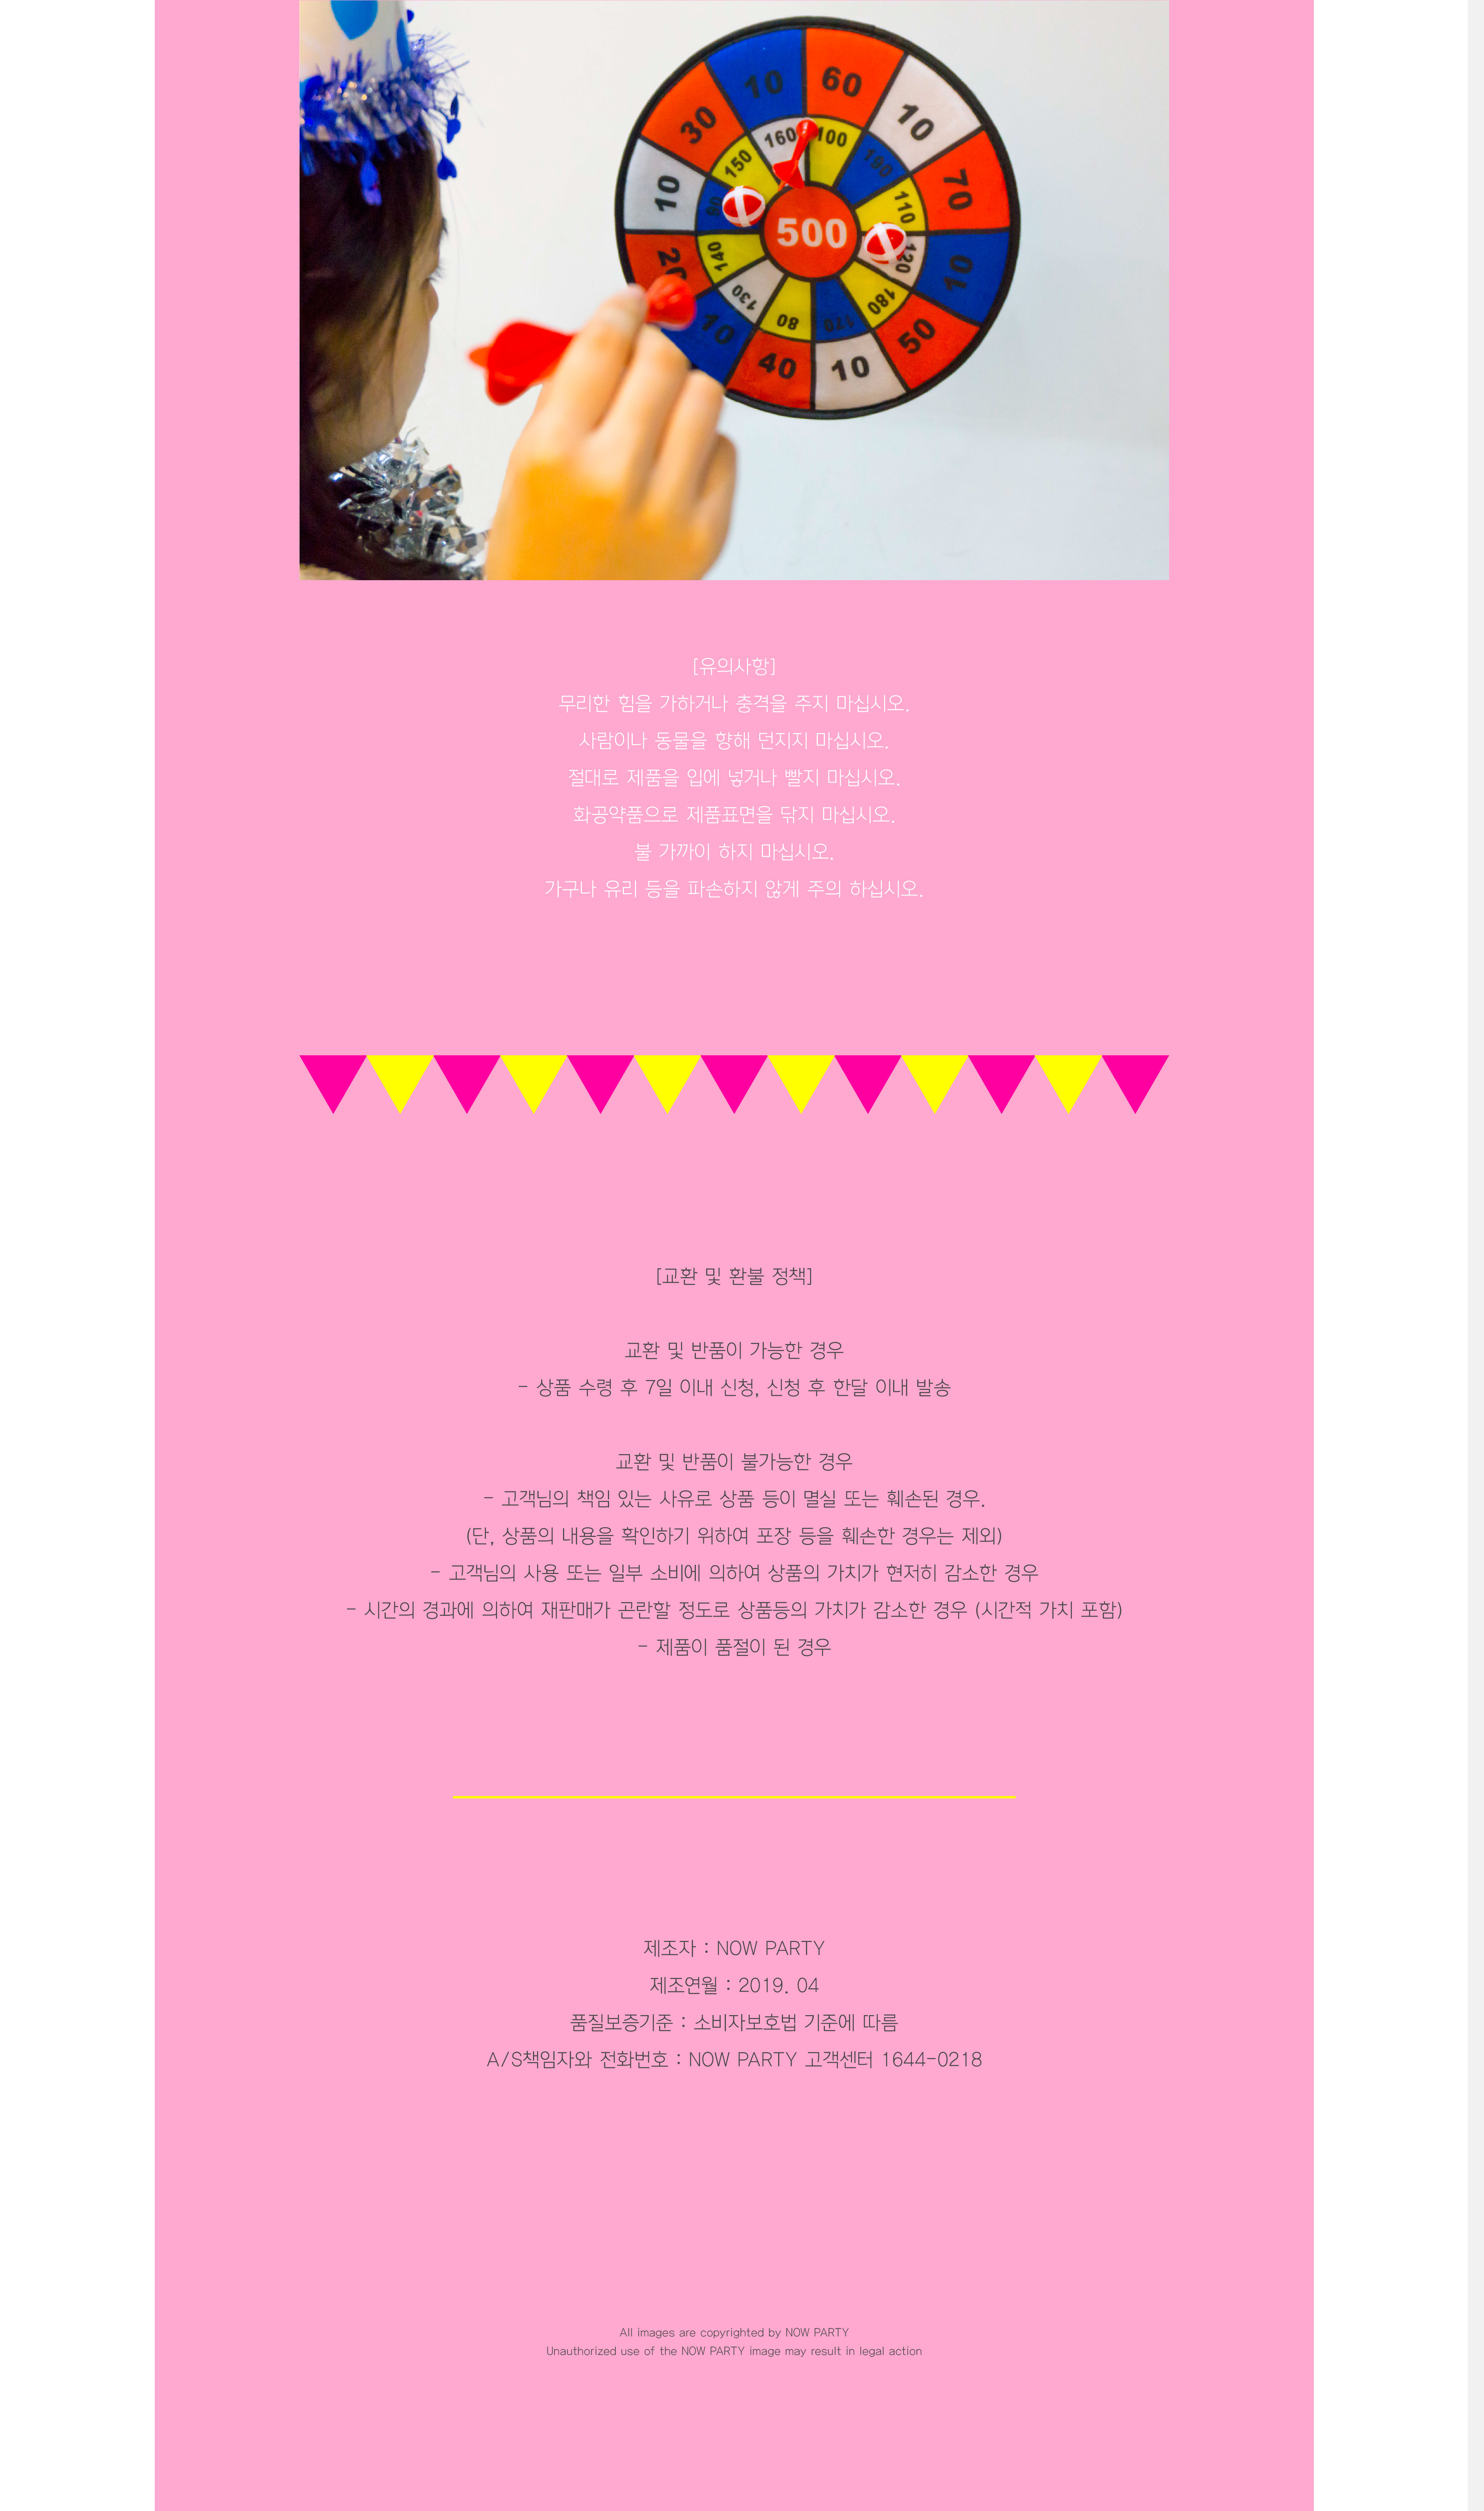 10
60
10
30
70
160
100
150
190
10
110
90
500
20
140
120
10
130
180
80
170
10
50
40
10
[유의사항]
무리한 힘을 가하거나 충격을 주지 마십시오.
사람이나 동물을 향해 던지지 마십시오.
절대로 제품을 입에 넣거나 빨지 마십시오.
화공약품으로 제품표면을 닦지 마십시오.
불 가까이 하지 마십시오.
가구나 유리 등을 파손하지 않게 주의 하십시오.
[교환 및 환불 정책]
교환 및 반품이 가능한 경우
- 상품 수령 후 7일 이내 신청, 신청 후 한달 이내 발송
교환 및 반품이 불가능한 경우
- 고객님의 책임 있는 사유로 상품 등이 멸실 또는 훼손된 경우.
(단, 상품의 내용을 확인하기 위하여 포장 등을 훼손한 경우는 제외)
- 고객님의 사용 또는 일부 소비에 의하여 상품의 가치가 현저히 감소한 경우
- 시간의 경과에 의하여 재판매가 곤란할 정도로 상품등의 가치가 감소한 경우 (시간적 가치 포함)
- 제품이 품절이 된 경우
제조자 : NOW PARTY
제조연월 : 2019. 04
품질보증기준 : 소비자보호법 기준에 따름
A/S책임자와 전화번호 : NOW PARTY 고객센터 1644-0218
All images are copyrighted by NOW PARTY
Unauthorized use of the NOW PARTY image may result in legal action